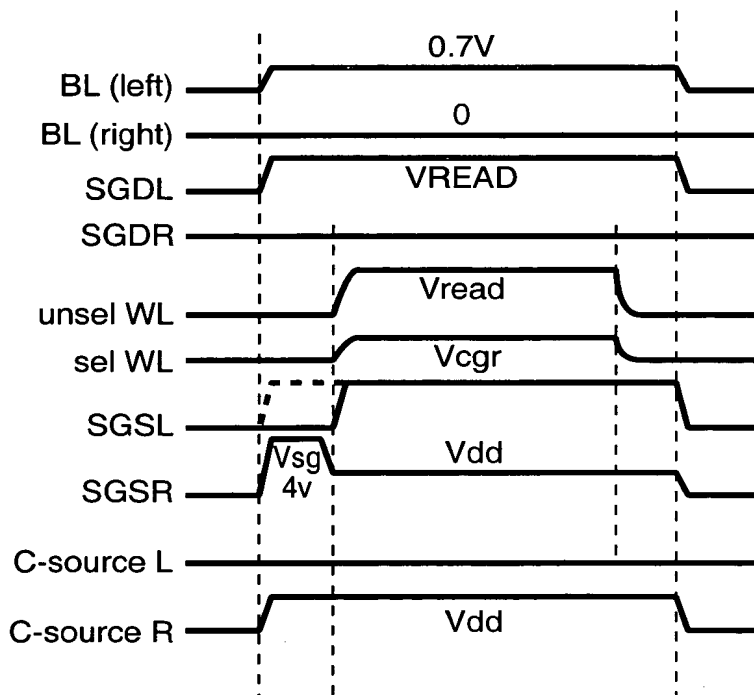 0.7V
BL (left)
0
BL (right)
VREAD
SGDL
SGDR
Vread
unsel WL
Vcgr
sel WL
SGSL
Vsg
4v
Vdd
SGSR
C-source L
Vdd
C-source R